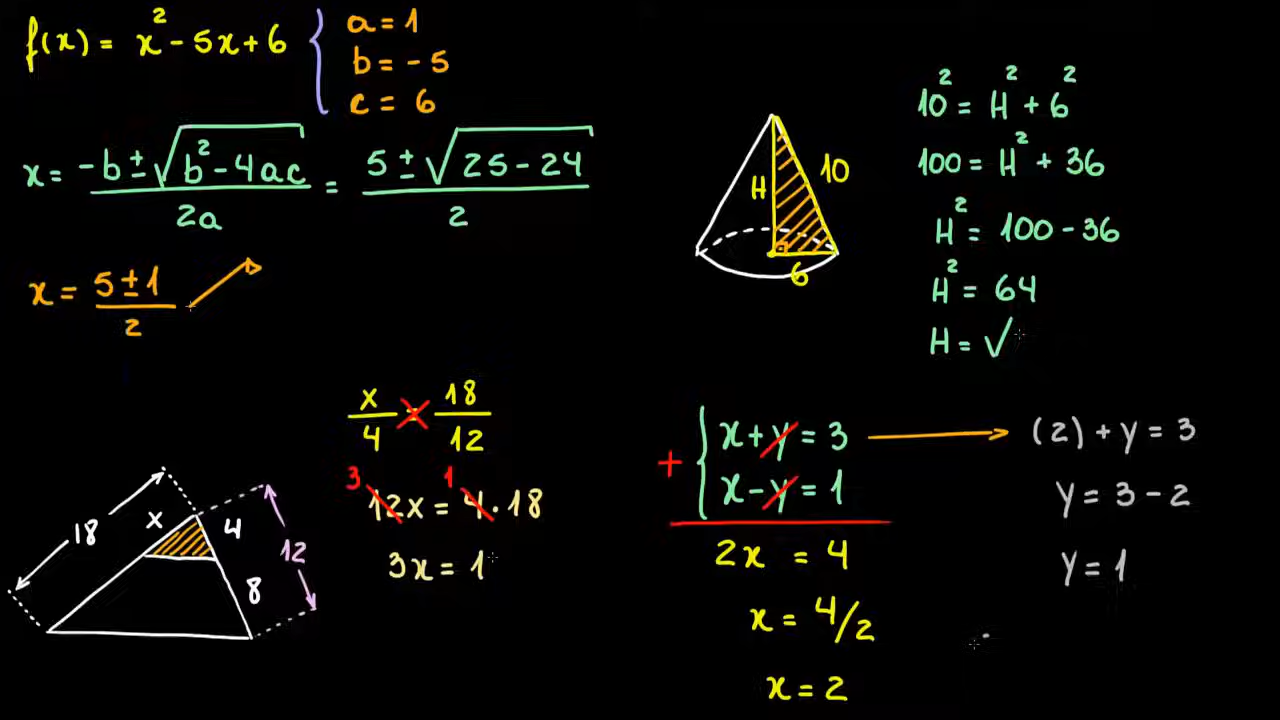 f(x) = x² - 5x + 6
a = 1
b = - 5
c = 6
x = -b ± √b² - 4ac / 2a = 5 ± √25 - 24 / 2
x = 5 ± 1 / 2
H
10
6
10² = H² + 6²
100 = H² + 36
H² = 100 - 36
H² = 64
H = √
18
x
4
8
12
x/4 = 18/12
3 1
12x = 4 · 18
3x = 1
+
x + y = 3
x - y = 1
2x = 4
x = 4/2
x = 2
(2) + y = 3
y = 3 - 2
y = 1